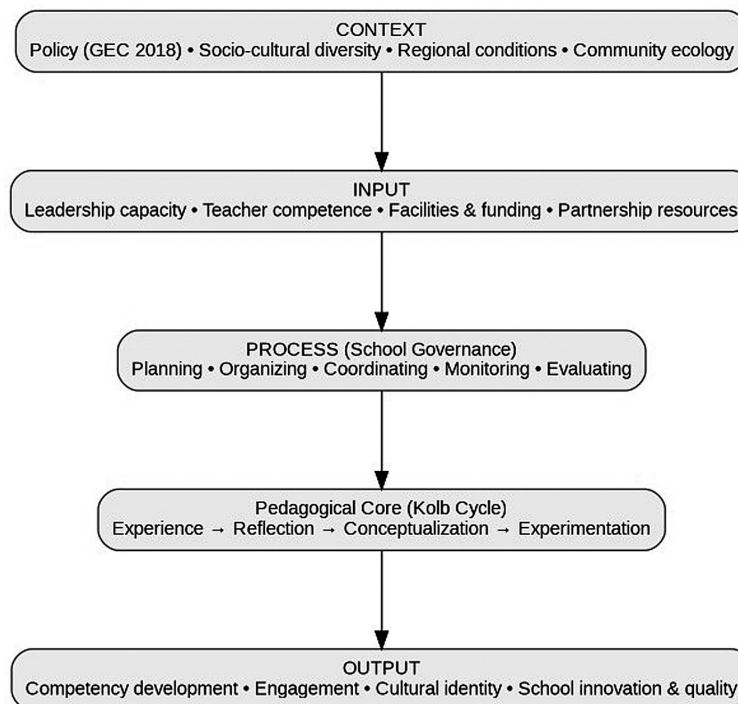 CONTEXT
Policy (GEC 2018) • Socio-cultural diversity • Regional conditions • Community ecology
INPUT
Leadership capacity • Teacher competence • Facilities & funding • Partnership resources
PROCESS (School Governance)
Planning • Organizing • Coordinating • Monitoring • Evaluating
Pedagogical Core (Kolb Cycle)
Experience → Reflection → Conceptualization → Experimentation
OUTPUT
Competency development • Engagement • Cultural identity • School innovation & quality